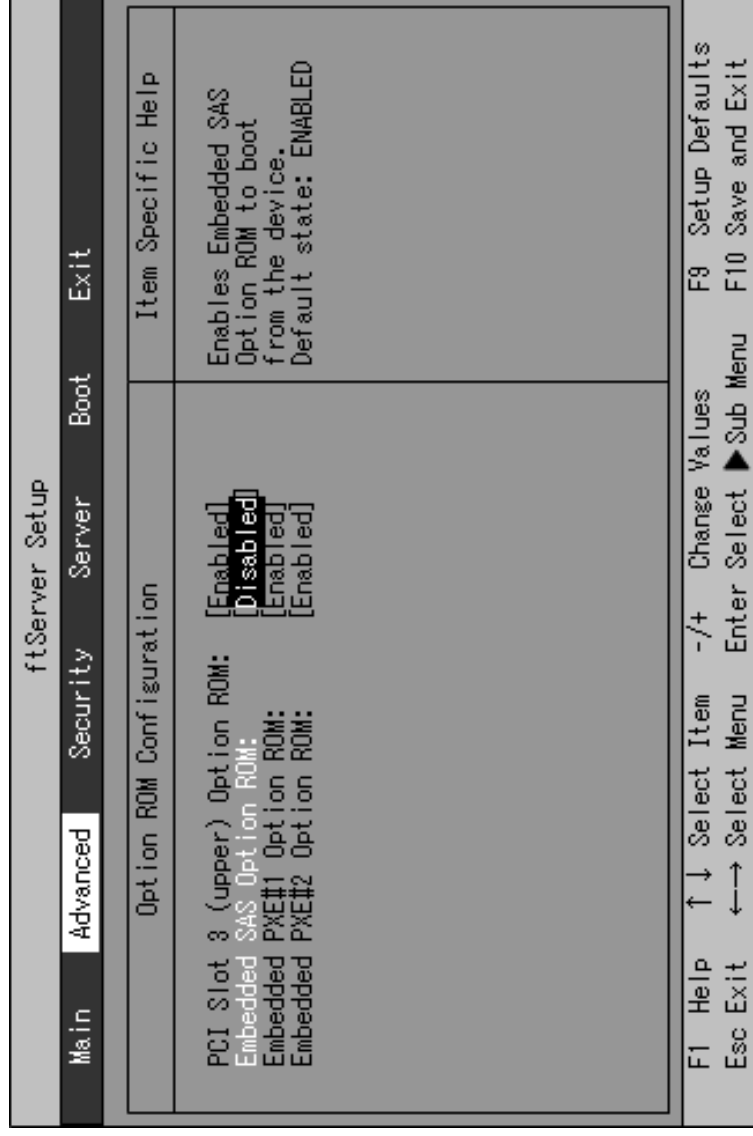 ftServer Setup
Main Advanced Security Server Boot Exit
Option ROM Configuration
Item Specific Help
PCI Slot 3 (upper) Option ROM: [Enabled]
Embedded SAS Option ROM: [Disabled]
Embedded PXE#1 Option ROM: [Enabled]
Embedded PXE#2 Option ROM: [Enabled]
Enables Embedded SAS
Option ROM to boot
from the device.
Default state: ENABLED
F1 Help ↑↓ Select Item -/+ Change Values F9 Setup Defaults
Esc Exit ←→ Select Menu Enter Select ▶Sub Menu F10 Save and Exit